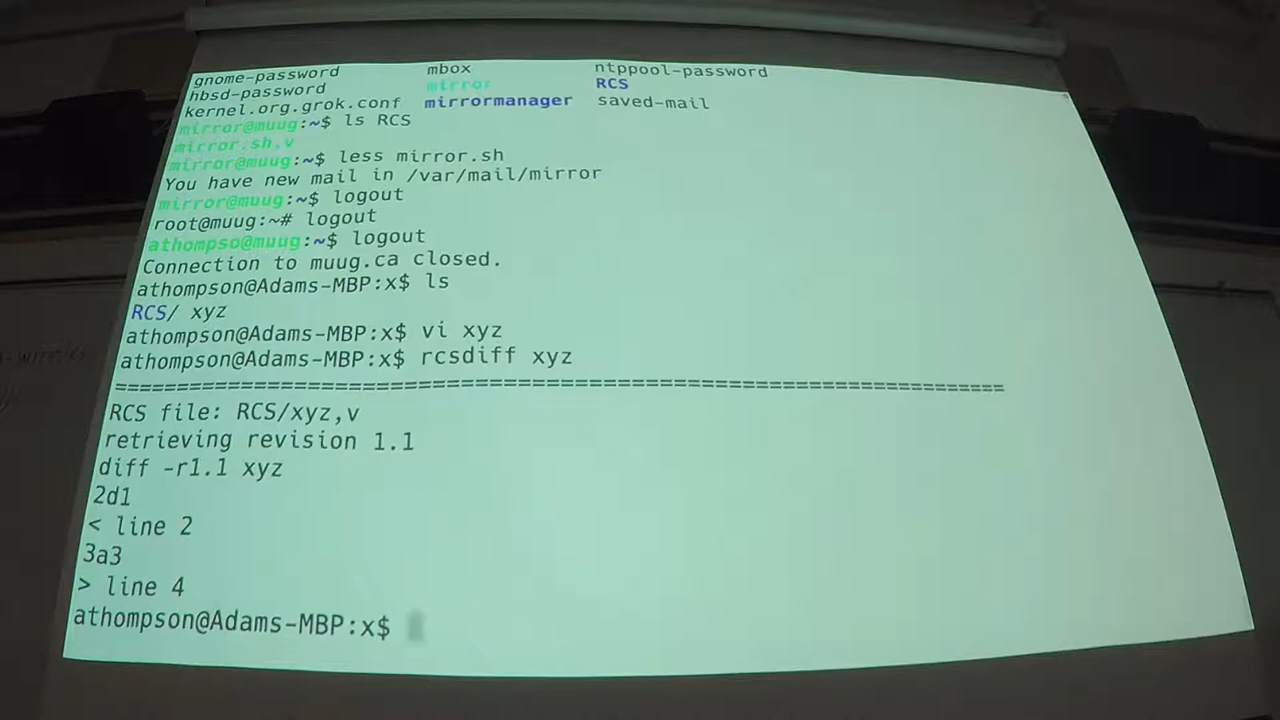 gnome-password mbox ntppool-password
hbsd-password mirror RCS
kernel.org.grok.conf mirrormanager saved-mail
mirror@muug:~$ ls RCS
mirror.sh,v
mirror@muug:~$ less mirror.sh
You have new mail in /var/mail/mirror
mirror@muug:~$ logout
root@muug:~# logout
athompso@muug:~$ logout
Connection to muug.ca closed.
athompson@Adams-MBP:x$ ls
RCS/ xyz
athompson@Adams-MBP:x$ vi xyz
athompson@Adams-MBP:x$ rcsdiff xyz
===================================================================
RCS file: RCS/xyz,v
retrieving revision 1.1
diff -r1.1 xyz
2d1
< line 2
3a3
> line 4
athompson@Adams-MBP:x$